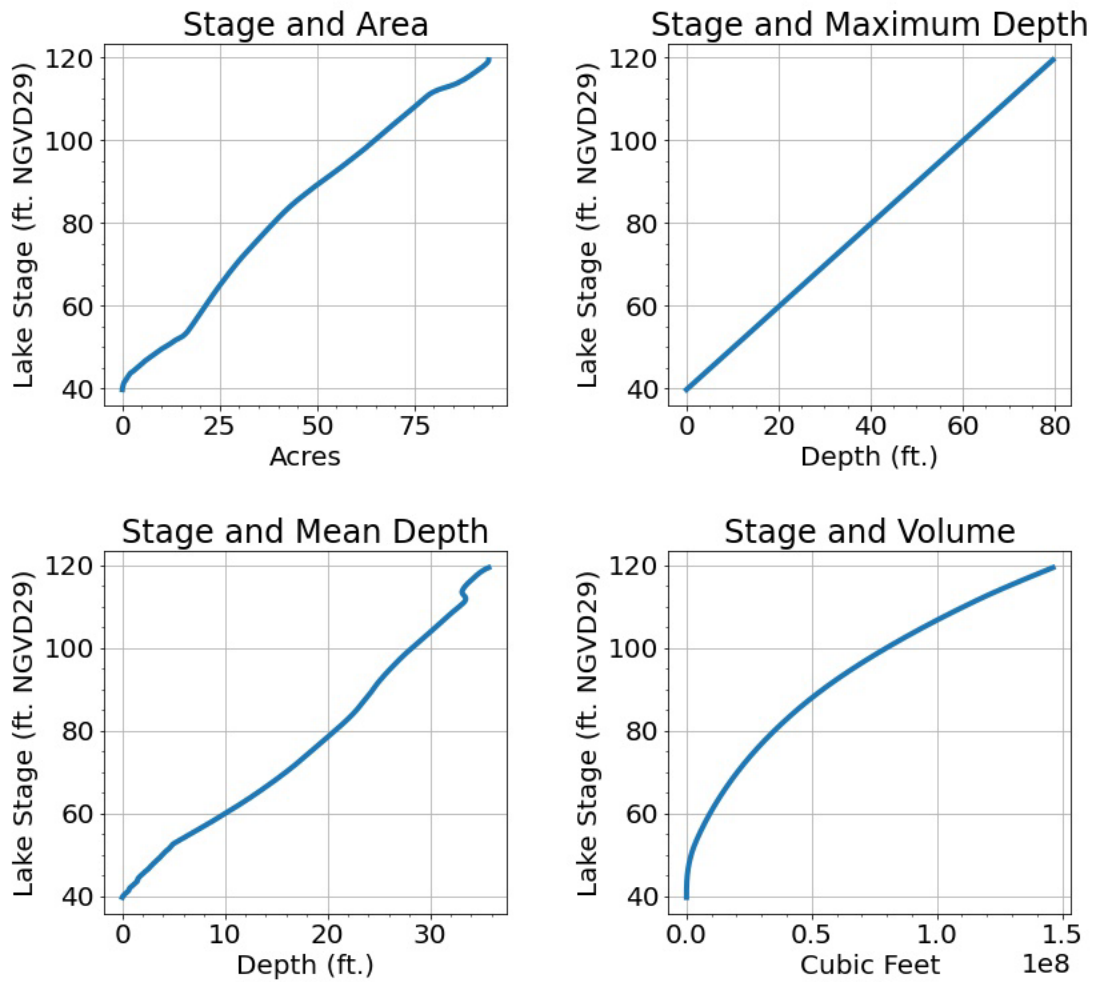 Stage and Area
Lake Stage (ft. NGVD29)
120
100
80
60
40
0 25 50 75
Acres
Stage and Maximum Depth
Lake Stage (ft. NGVD29)
120
100
80
60
40
0 20 40 60 80
Depth (ft.)
Stage and Mean Depth
Lake Stage (ft. NGVD29)
120
100
80
60
40
0 10 20 30
Depth (ft.)
Stage and Volume
Lake Stage (ft. NGVD29)
120
100
80
60
40
0.0 0.5 1.0 1.5
Cubic Feet 1e8